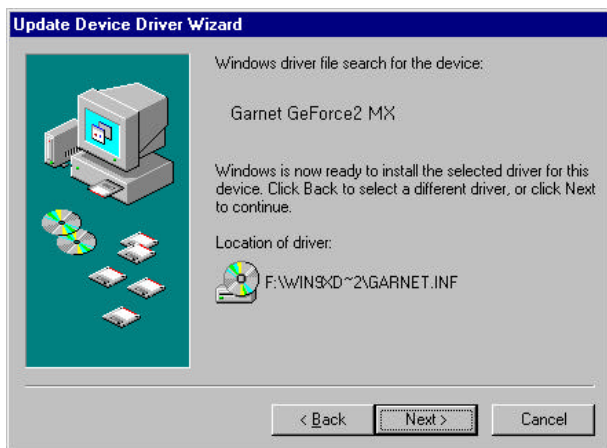 Update Device Driver Wizard
Windows driver file search for the device:
Garnet GeForce2 MX
Windows is now ready to install the selected driver for this
device. Click Back to select a different driver, or click Next
to continue.
Location of driver:
F:\WIN9XD~2\GARNET.INF
< Back
Next >
Cancel